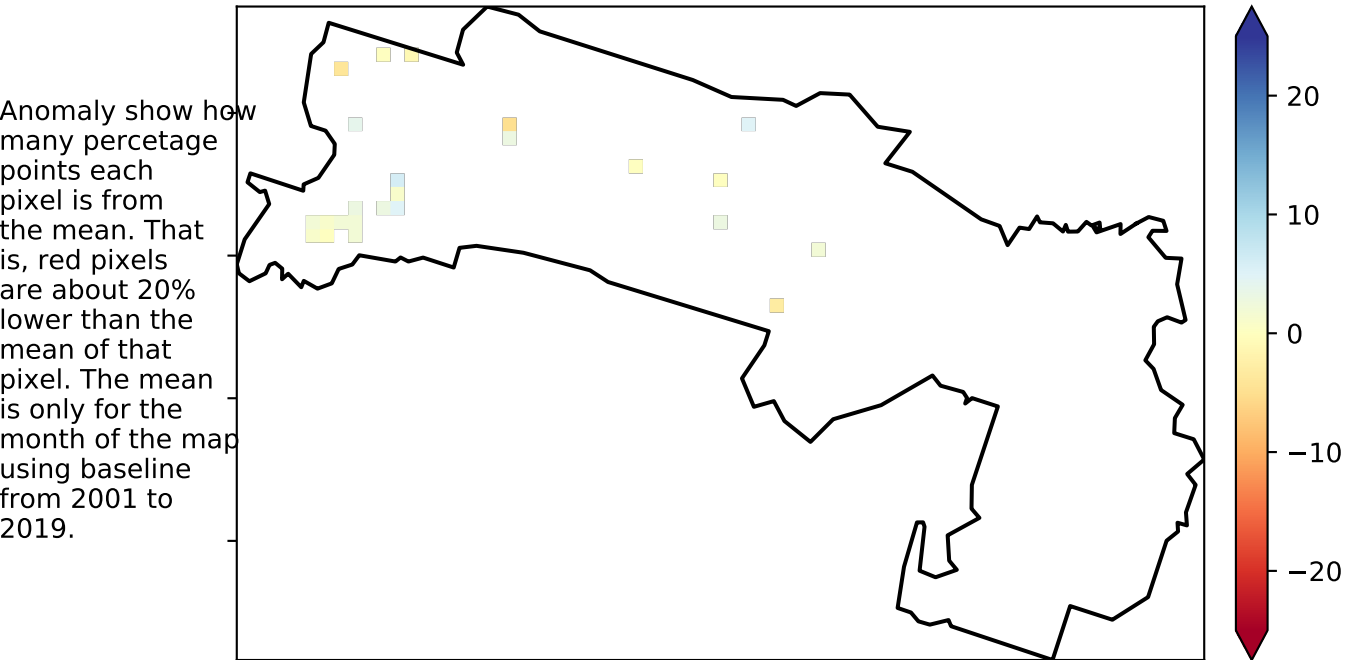 Anomaly show how
many percetage
points each
pixel is from
the mean. That
is, red pixels
are about 20%
lower than the
mean of that
pixel. The mean
is only for the
month of the map
using baseline
from 2001 to
2019.
20
10
0
−10
−20